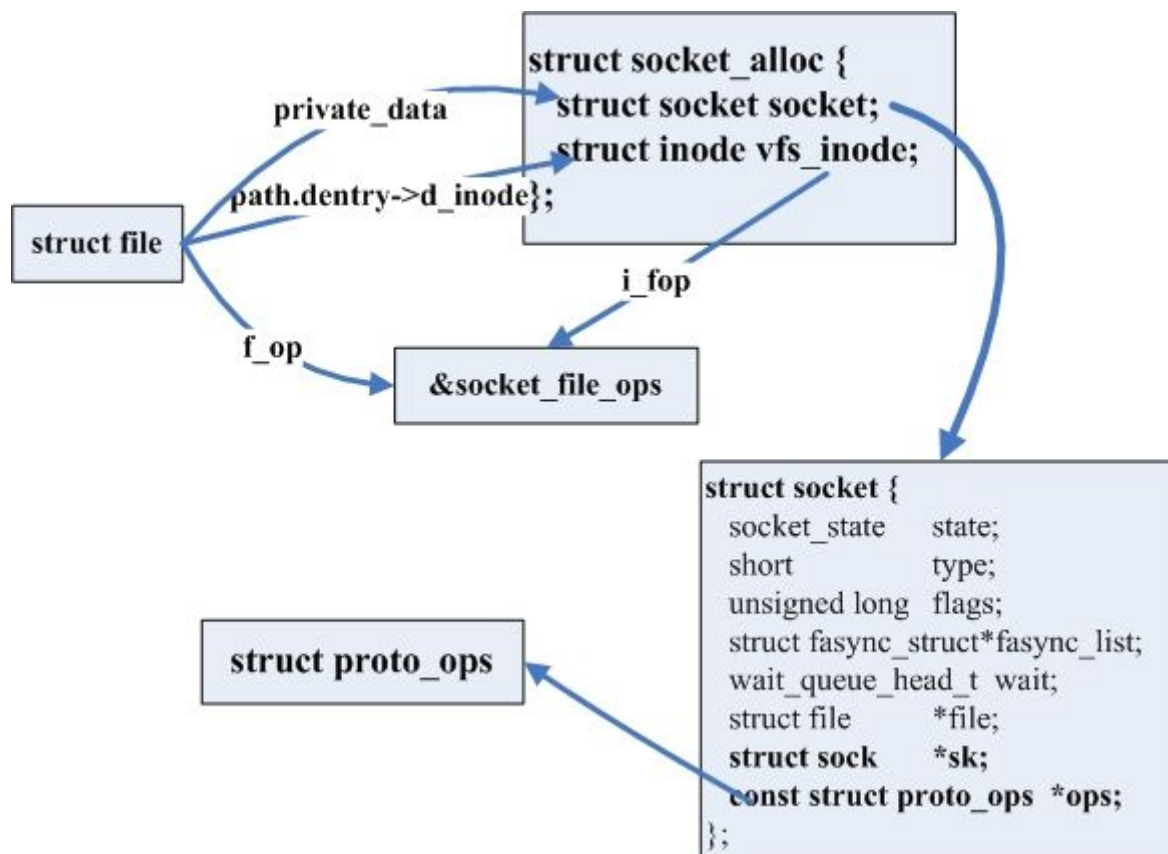 struct socket_alloc {
struct socket socket;
struct inode vfs_inode;
};
private_data
path.dentry->d_inode
struct file
i_fop
f_op
&socket_file_ops
struct socket {
socket_state state;
short type;
unsigned long flags;
struct fasync_struct*fasync_list;
wait_queue_head_t wait;
struct file *file;
struct sock *sk;
const struct proto_ops *ops;
};
struct proto_ops